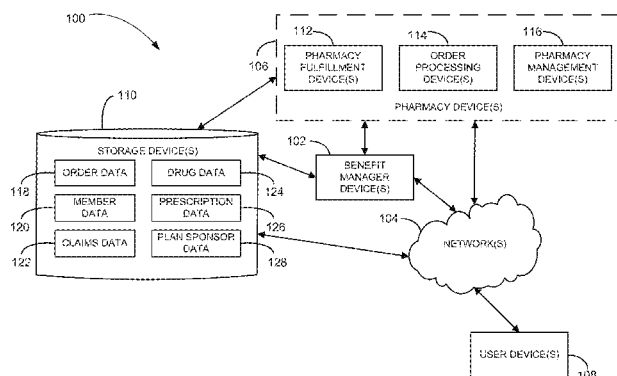 100
112
114
116
PHARMACY
FULFILLMENT
DEVICE(S)
ORDER
PROCESSING
DEVICE(S)
PHARMACY
MANAGEMENT
DEVICE(S)
106
PHARMACY DEVICE(S)
110
STORAGE DEVICE(S)
ORDER DATA
DRUG DATA
118
124
MEMBER
DATA
PRESCRIPTION
DATA
120
126
CLAIMS DATA
PLAN SPONSOR
DATA
122
128
102
BENEFIT
MANAGER
DEVICE(S)
104
NETWORK(S)
USER DEVICE(S)
108